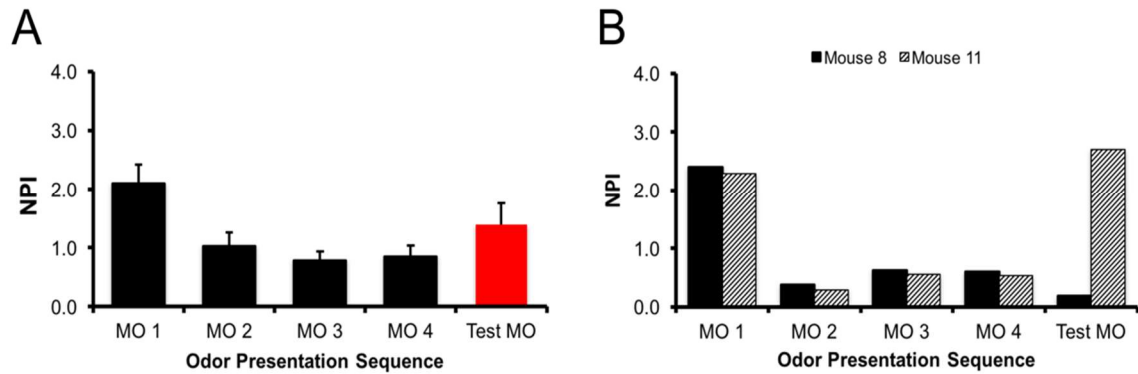 A
4.0
3.0
2.0
1.0
0.0
NPI
MO 1 MO 2 MO 3 MO 4 Test MO
Odor Presentation Sequence
B
Mouse 8 Mouse 11
4.0
3.0
2.0
1.0
0.0
NPI
MO 1 MO 2 MO 3 MO 4 Test MO
Odor Presentation Sequence